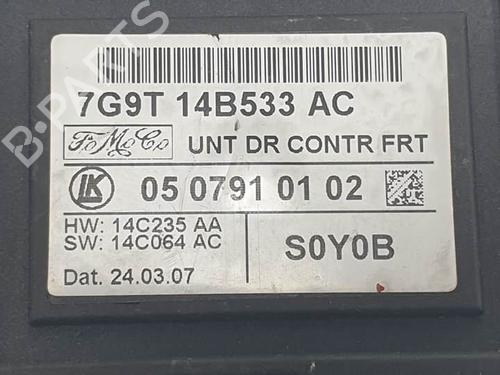 7G9T 14B533 AC
FoMoCo UNT DR CONTR FRT
LK 05 0791 01 02
HW: 14C235 AA
SW: 14C064 AC
S0Y0B
Dat. 24.03.07
B-PARTS